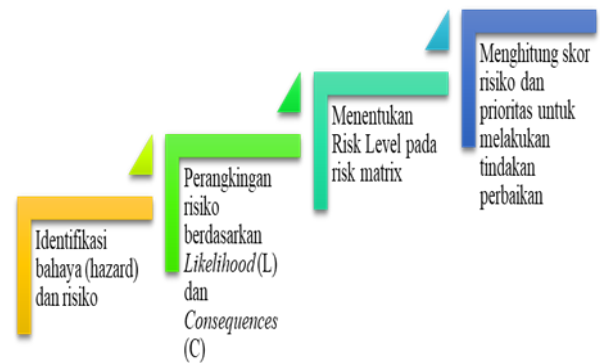 Identifikasi
bahaya (hazard)
dan risiko
Perangkingan
risiko
berdasarkan
Likelihood(L)
dan
Consequences
(C)
Menentukan
Risk Level pada
risk matrix
Menghitung skor
risiko dan
prioritas untuk
melakukan
tindakan
perbaikan